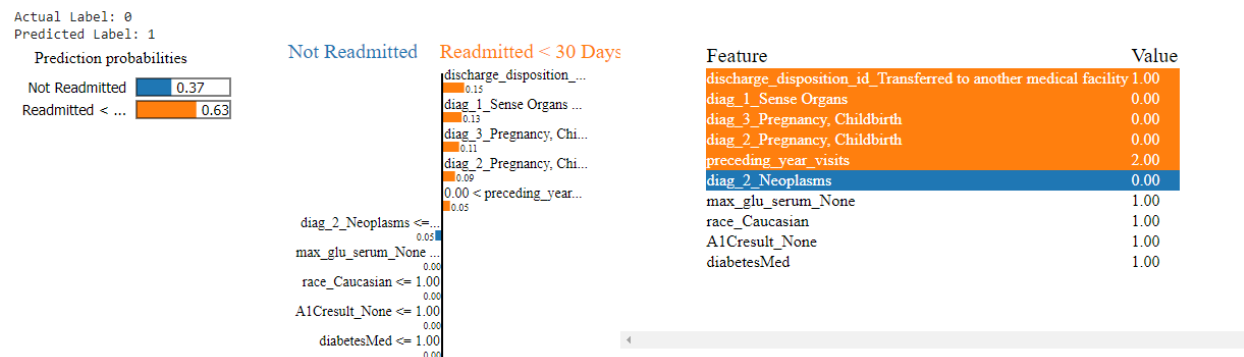 Actual Label: 0
Predicted Label: 1
Prediction probabilities
Not Readmitted 0.37
Readmitted < ... 0.63
Not Readmitted Readmitted < 30 Days
discharge_disposition_...
0.15
diag_1_Sense Organs ...
0.13
diag_3_Pregnancy, Chi...
0.11
diag_2_Pregnancy, Chi...
0.09
0.00 < preceding_year...
0.05
diag_2_Neoplasms <=...
0.05
max_glu_serum_None ...
0.00
race_Caucasian <= 1.00
0.00
A1Cresult_None <= 1.00
0.00
diabetesMed <= 1.00
0.00
Feature Value
discharge_disposition_id_Transferred to another medical facility 1.00
diag_1_Sense Organs 0.00
diag_3_Pregnancy, Childbirth 0.00
diag_2_Pregnancy, Childbirth 0.00
preceding_year_visits 2.00
diag_2_Neoplasms 0.00
max_glu_serum_None 1.00
race_Caucasian 1.00
A1Cresult_None 1.00
diabetesMed 1.00